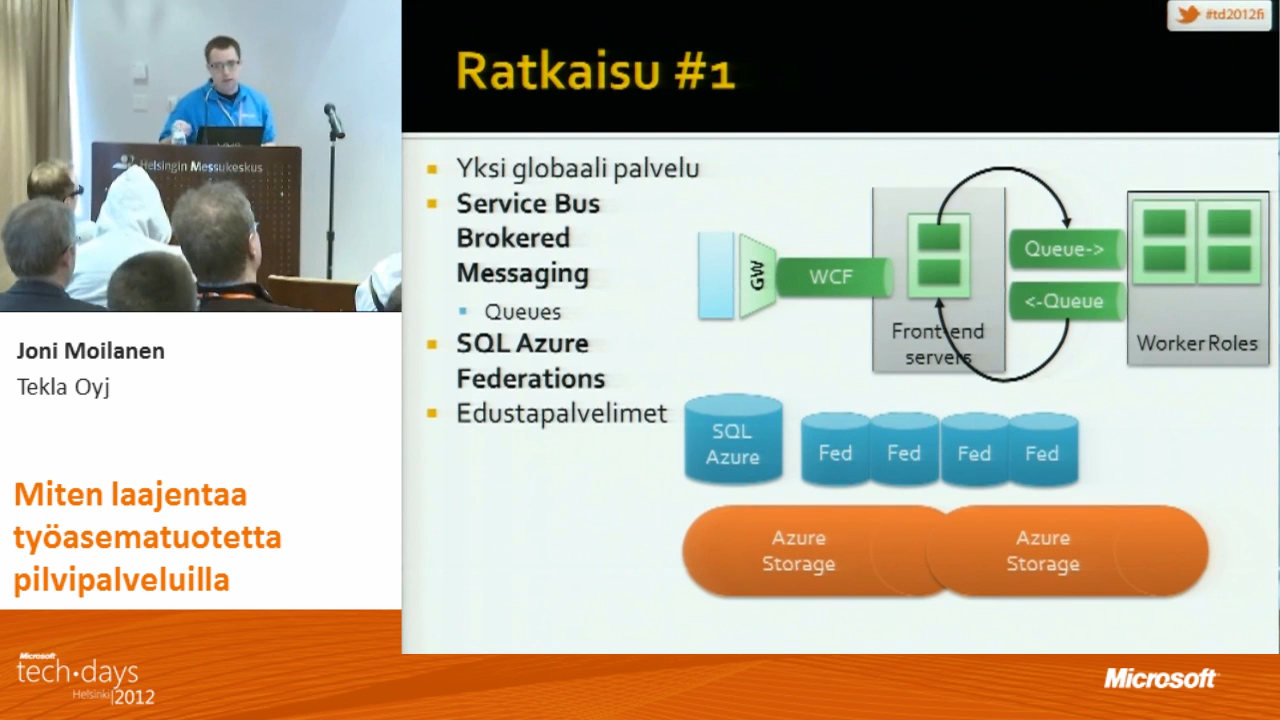 #td2012fi
Ratkaisu #1
Helsingin Messukeskus
Yksi globaali palvelu
Service Bus
Brokered
Messaging
Queues
SQL Azure
Federations
Edustapalvelimet
GW
WCF
Front-end
servers
Queue->
<-Queue
Worker Roles
SQL
Azure
Fed
Fed
Fed
Fed
Azure
Storage
Azure
Storage
Joni Moilanen
Tekla Oyj
Miten laajentaa
työasematuotetta
pilvipalveluilla
Microsoft
tech·days
Helsinki|2012
Microsoft